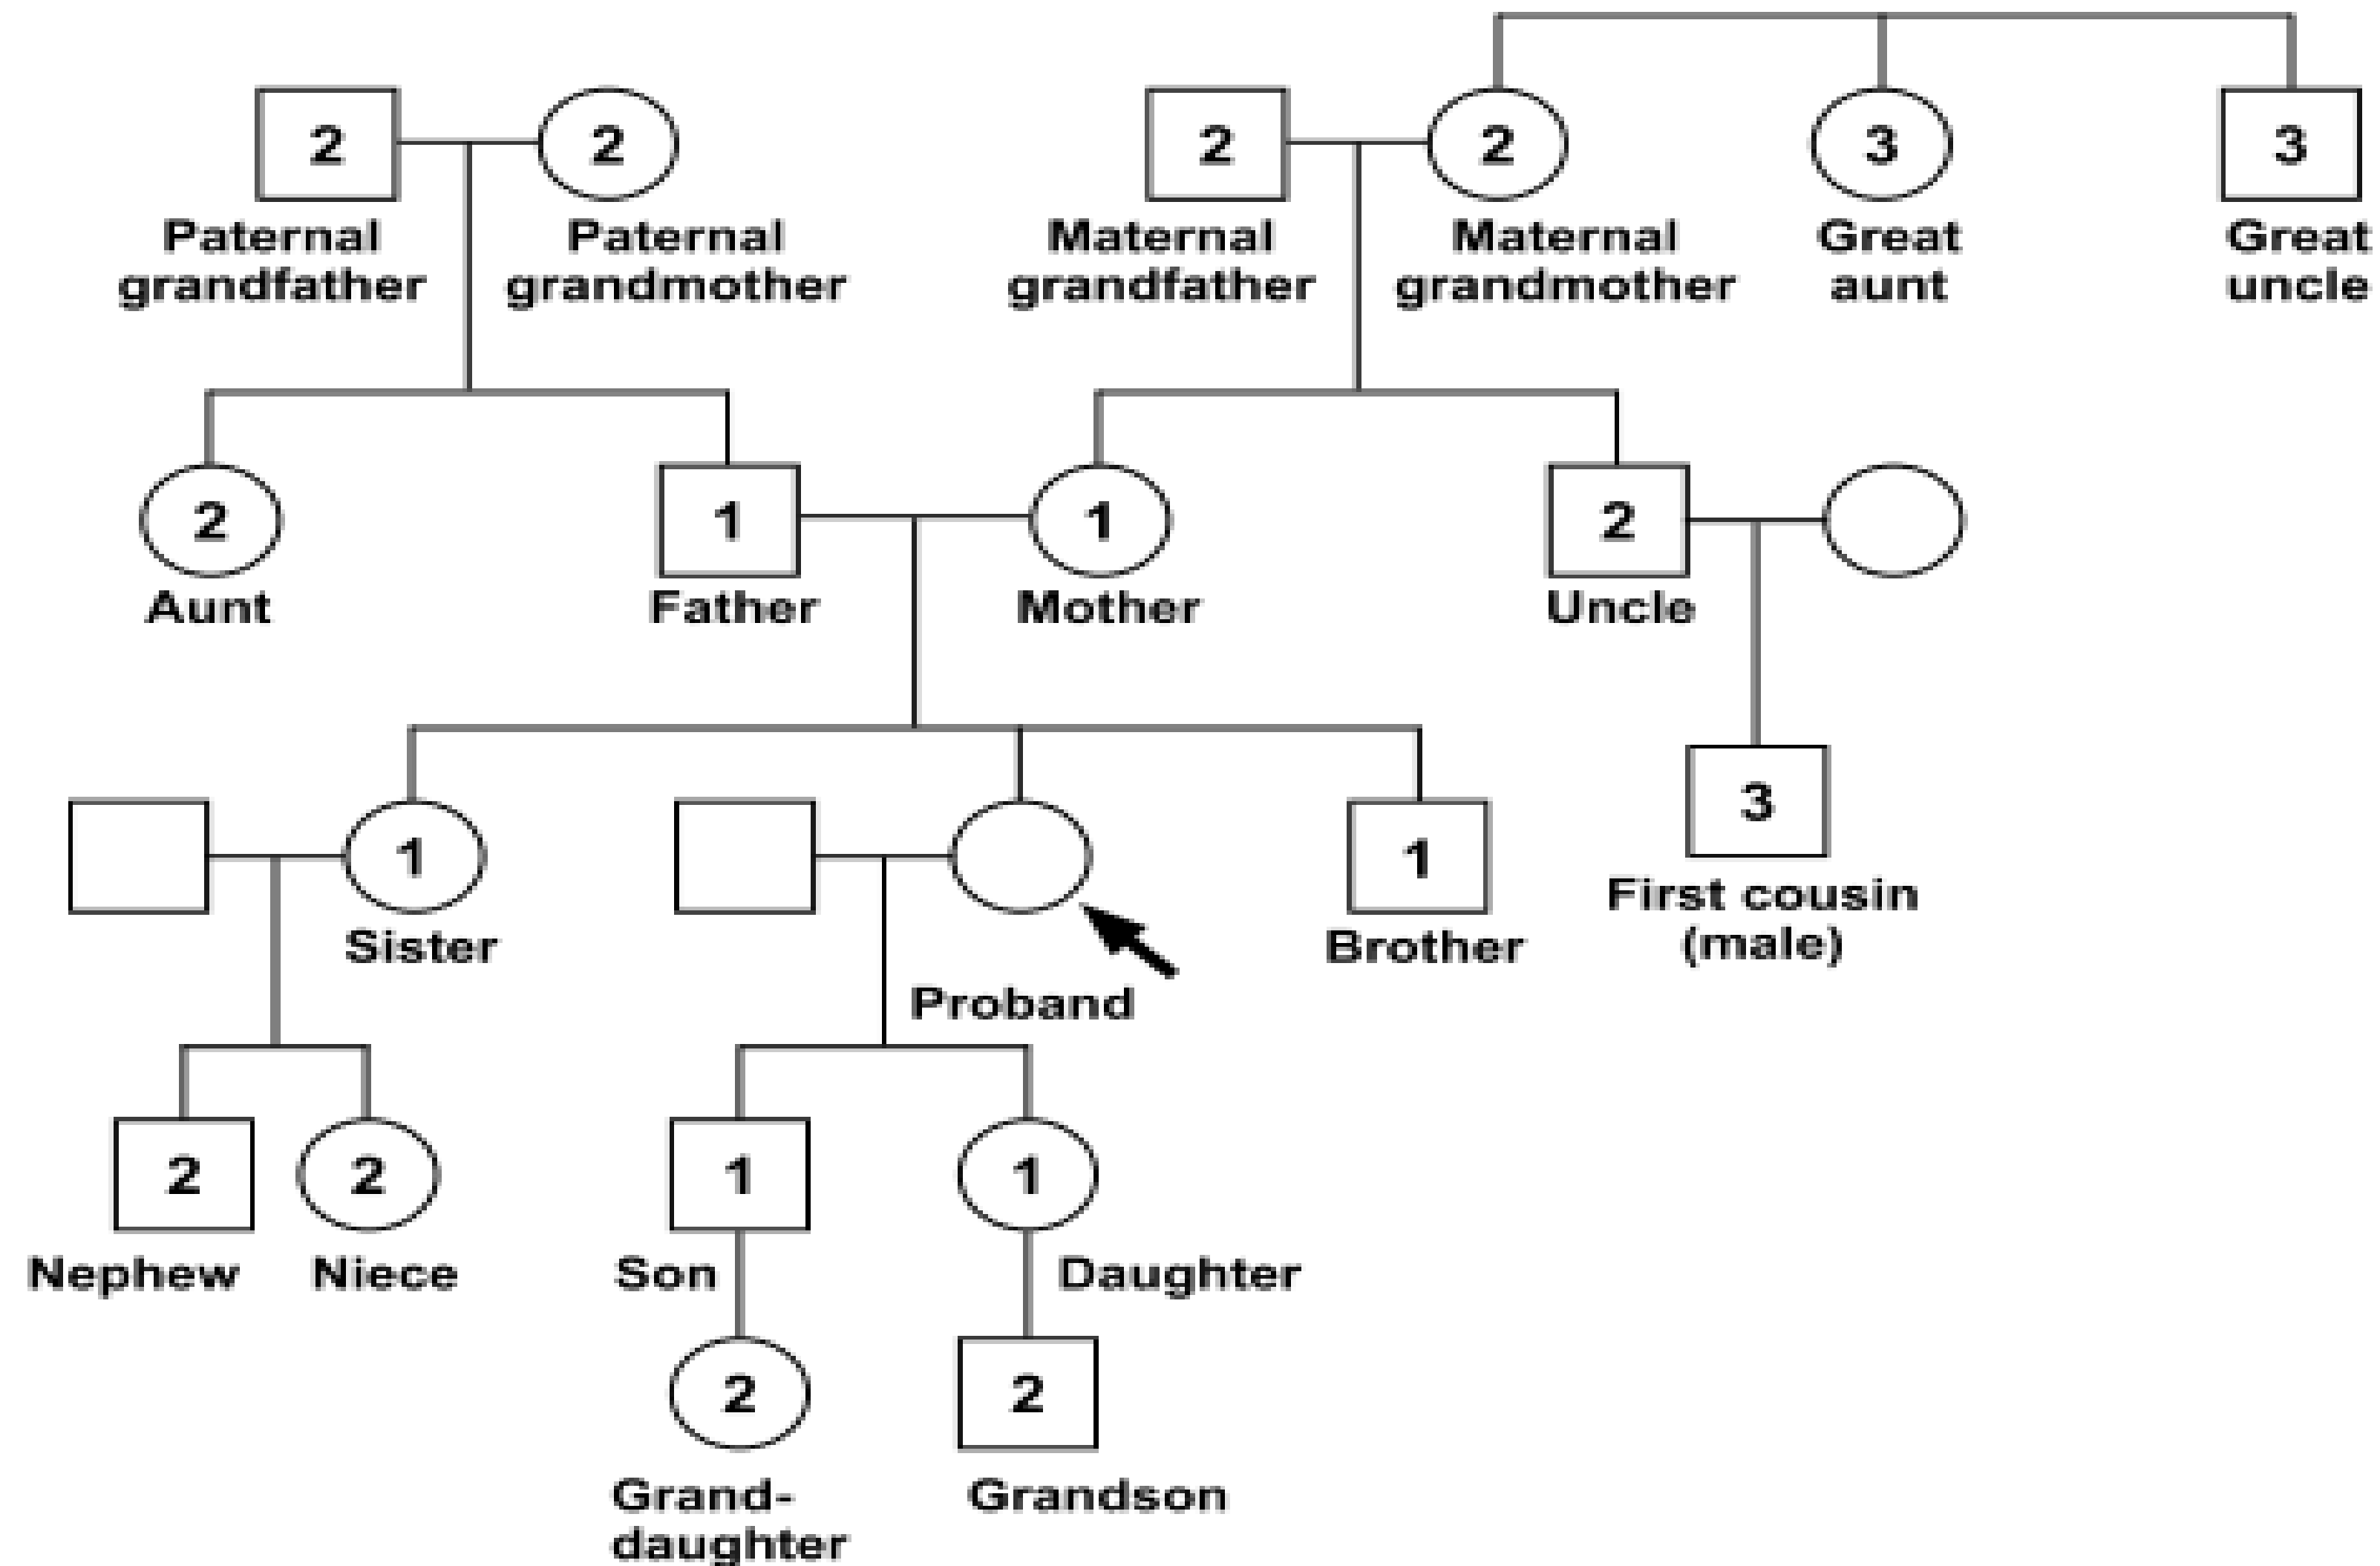 2 2 2 2 3 3
Paternal grandfather
Paternal grandmother
Maternal grandfather
Maternal grandmother
Great aunt
Great uncle
2 1 1 2
Aunt Father Mother Uncle
3
First cousin
(male)
1 1
Sister Brother
Proband
2 2 1 1
Nephew Niece Son Daughter
2 2
Grand-
daughter
Grandson